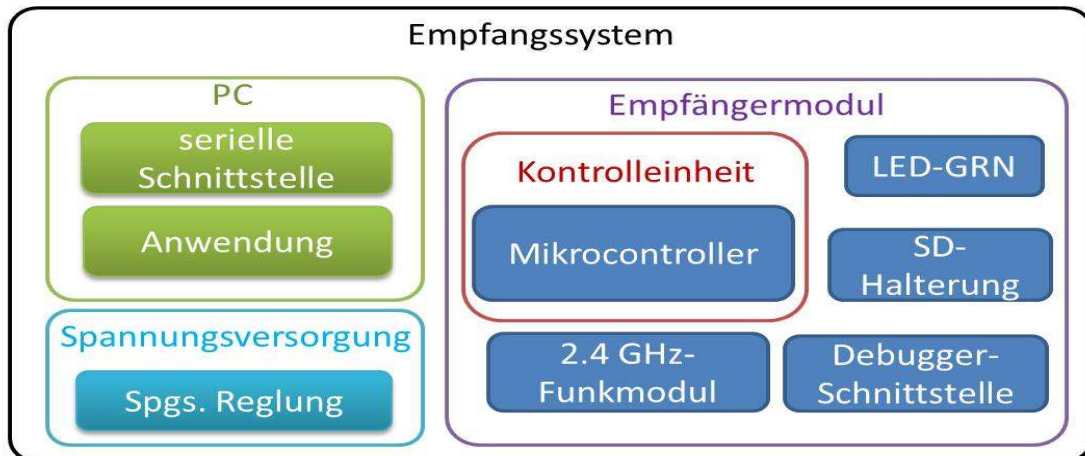 Empfangssystem
PC
serielle
Schnittstelle
Anwendung
Spannungsversorgung
Spgs. Reglung
Empfängermodul
Kontrolleinheit
Mikrocontroller
LED-GRN
SD-
Halterung
2.4 GHz-
Funkmodul
Debugger-
Schnittstelle